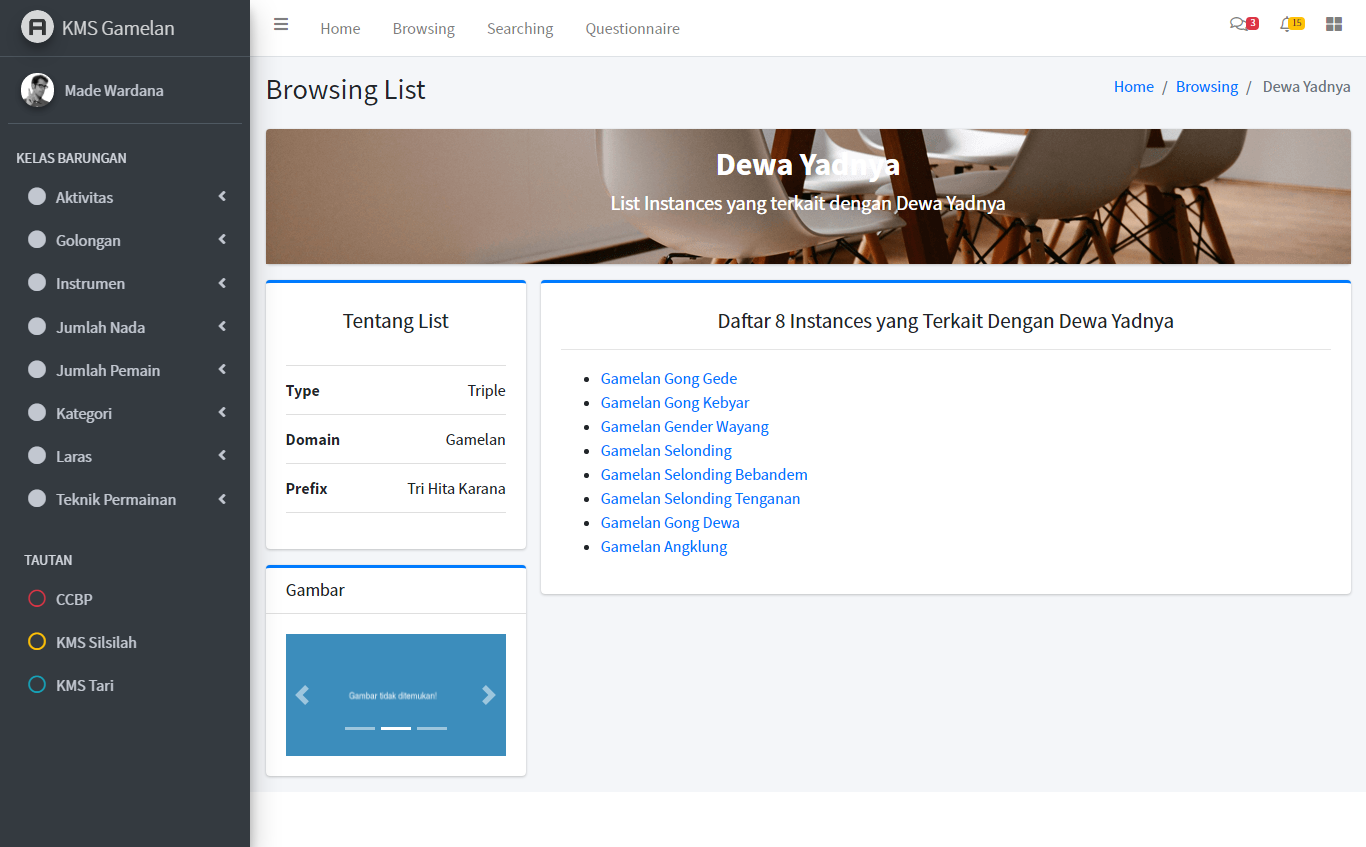 KMS Gamelan
Home
Browsing
Searching
Questionnaire
3
15
Made Wardana
KELAS BARUNGAN
Aktivitas
Golongan
Instrumen
Jumlah Nada
Jumlah Pemain
Kategori
Laras
Teknik Permainan
TAUTAN
CCBP
KMS Silsilah
KMS Tari
Browsing List
Home / Browsing / Dewa Yadnya
Dewa Yadnya
List Instances yang terkait dengan Dewa Yadnya
Tentang List
Type Triple
Domain Gamelan
Prefix Tri Hita Karana
Gambar
Gambar tidak ditemukan!
Daftar 8 Instances yang Terkait Dengan Dewa Yadnya
Gamelan Gong Gede
Gamelan Gong Kebyar
Gamelan Gender Wayang
Gamelan Selonding
Gamelan Selonding Bebandem
Gamelan Selonding Tenganan
Gamelan Gong Dewa
Gamelan Angklung